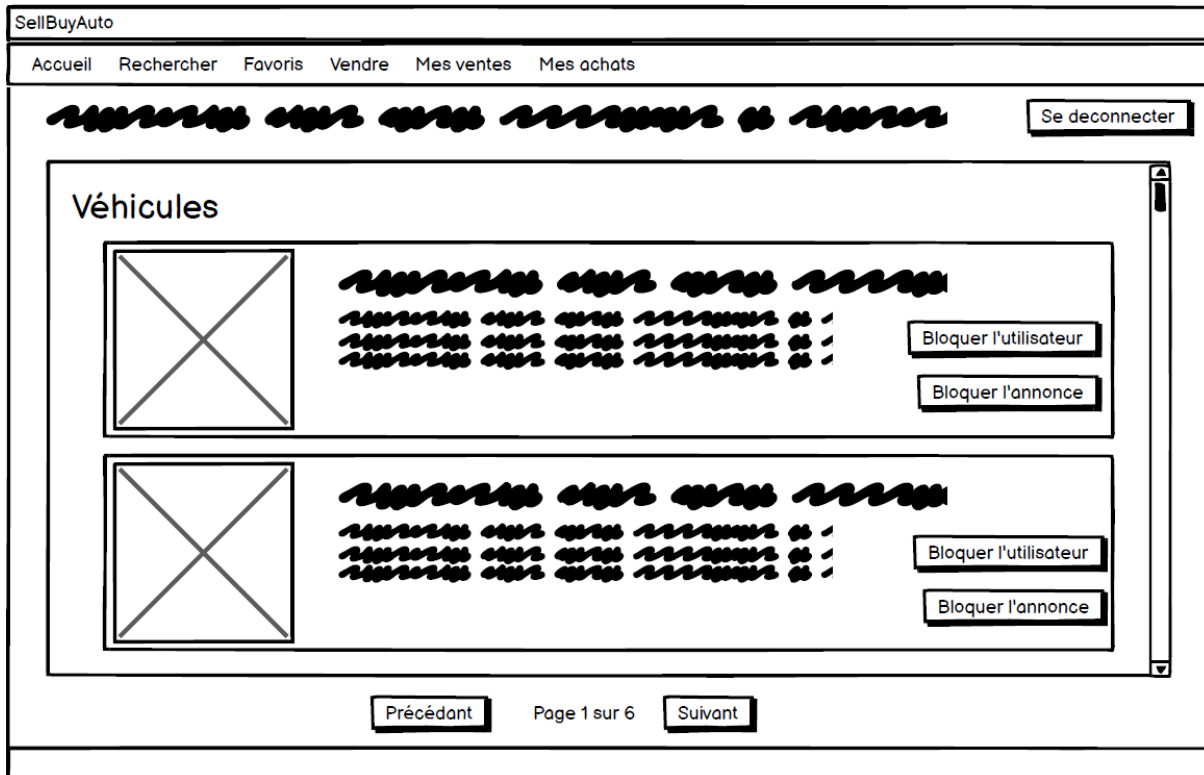 SellBuyAuto
Accueil Rechercher Favoris Vendre Mes ventes Mes achats
Se deconnecter
Véhicules
Bloquer l'utilisateur
Bloquer l'annonce
Bloquer l'utilisateur
Bloquer l'annonce
Précédant Page 1 sur 6 Suivant